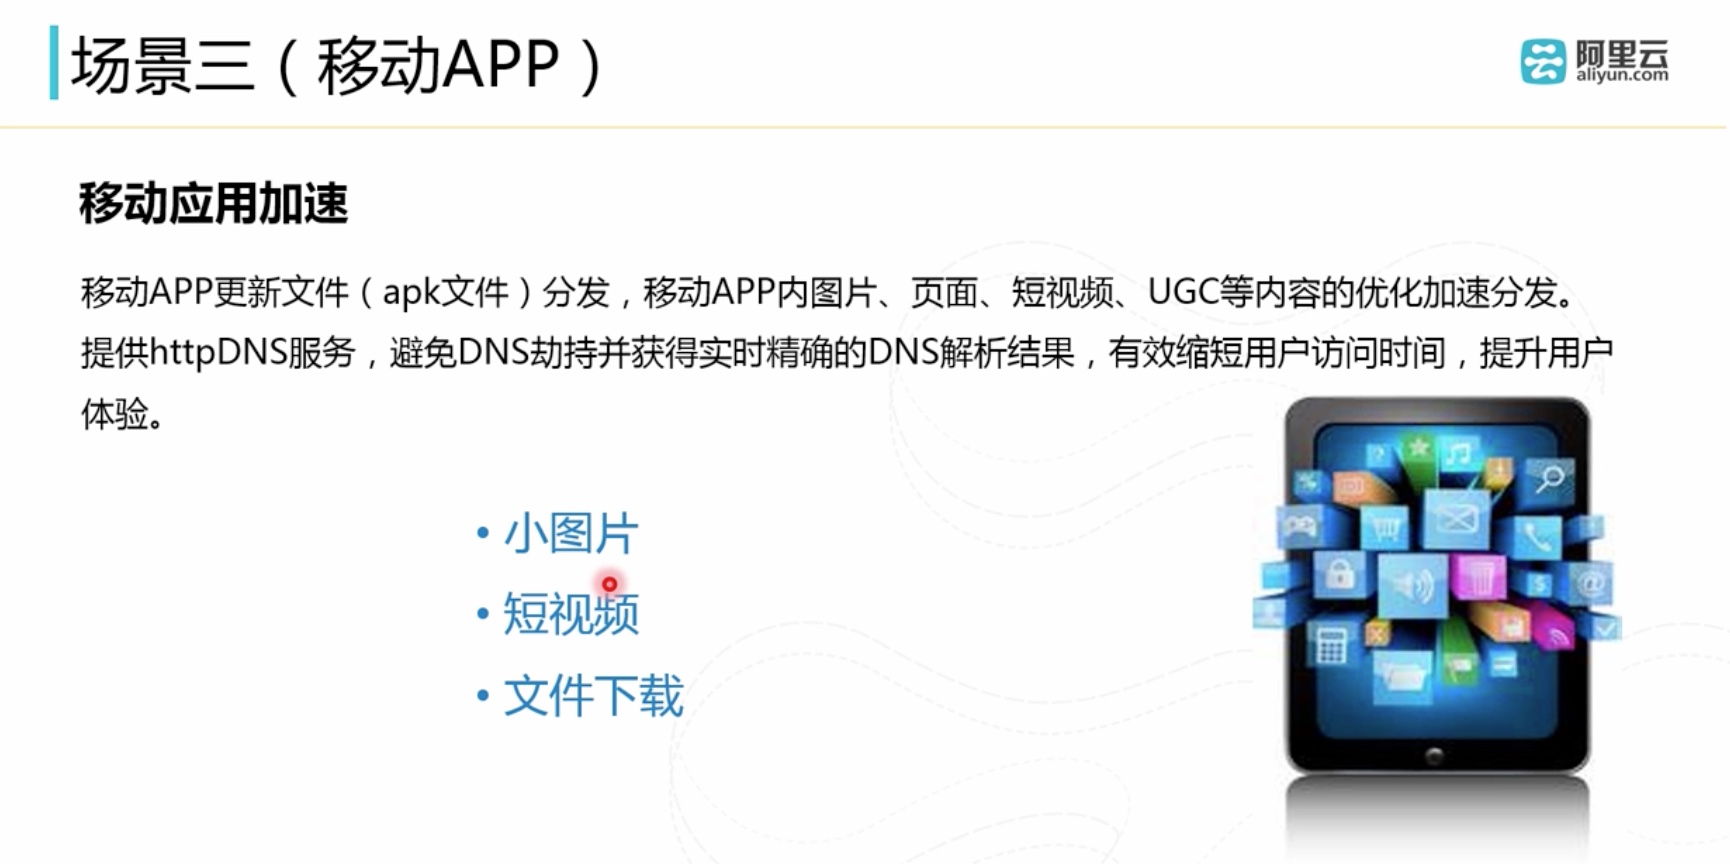 场景三（移动APP）
阿里云
aliyun.com
移动应用加速
移动APP更新文件（apk文件）分发，移动APP内图片、页面、短视频、UGC等内容的优化加速分发。
提供httpDNS服务，避免DNS劫持并获得实时精确的DNS解析结果，有效缩短用户访问时间，提升用户
体验。
• 小图片
• 短视频
• 文件下载